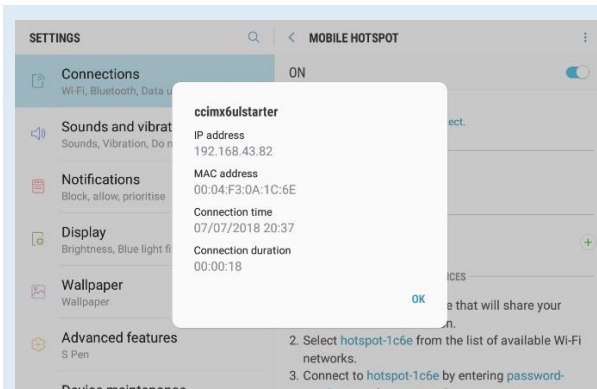 SETTINGS
Connections
Wi-Fi, Bluetooth, Data u
Sounds and vibrat
Sounds, Vibration, Do n
Notifications
Block, allow, prioritise
Display
Brightness, Blue light fi
Wallpaper
Wallpaper
Advanced features
S Pen
Device maintenance
MOBILE HOTSPOT
ON
ect.
ccimx6ulstarter
IP address
192.168.43.82
MAC address
00:04:F3:0A:1C:6E
Connection time
07/07/2018 20:37
Connection duration
00:00:18
OK
ICES
e that will share your
n.
2. Select hotspot-1c6e from the list of available Wi-Fi
networks.
3. Connect to hotspot-1c6e by entering password-